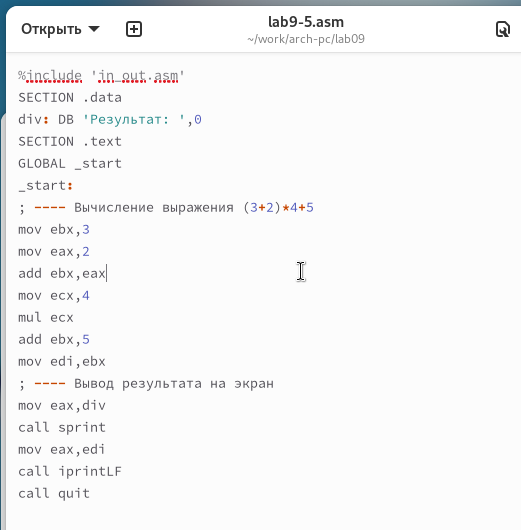 Открыть
lab9-5.asm
~/work/arch-pc/lab09
%include 'in_out.asm'
SECTION .data
div: DB 'Результат: ',0
SECTION .text
GLOBAL _start
_start:
; ---- Вычисление выражения (3+2)*4+5
mov ebx,3
mov eax,2
add ebx,eax
mov ecx,4
mul ecx
add ebx,5
mov edi,ebx
; ---- Вывод результата на экран
mov eax,div
call sprint
mov eax,edi
call iprintLF
call quit